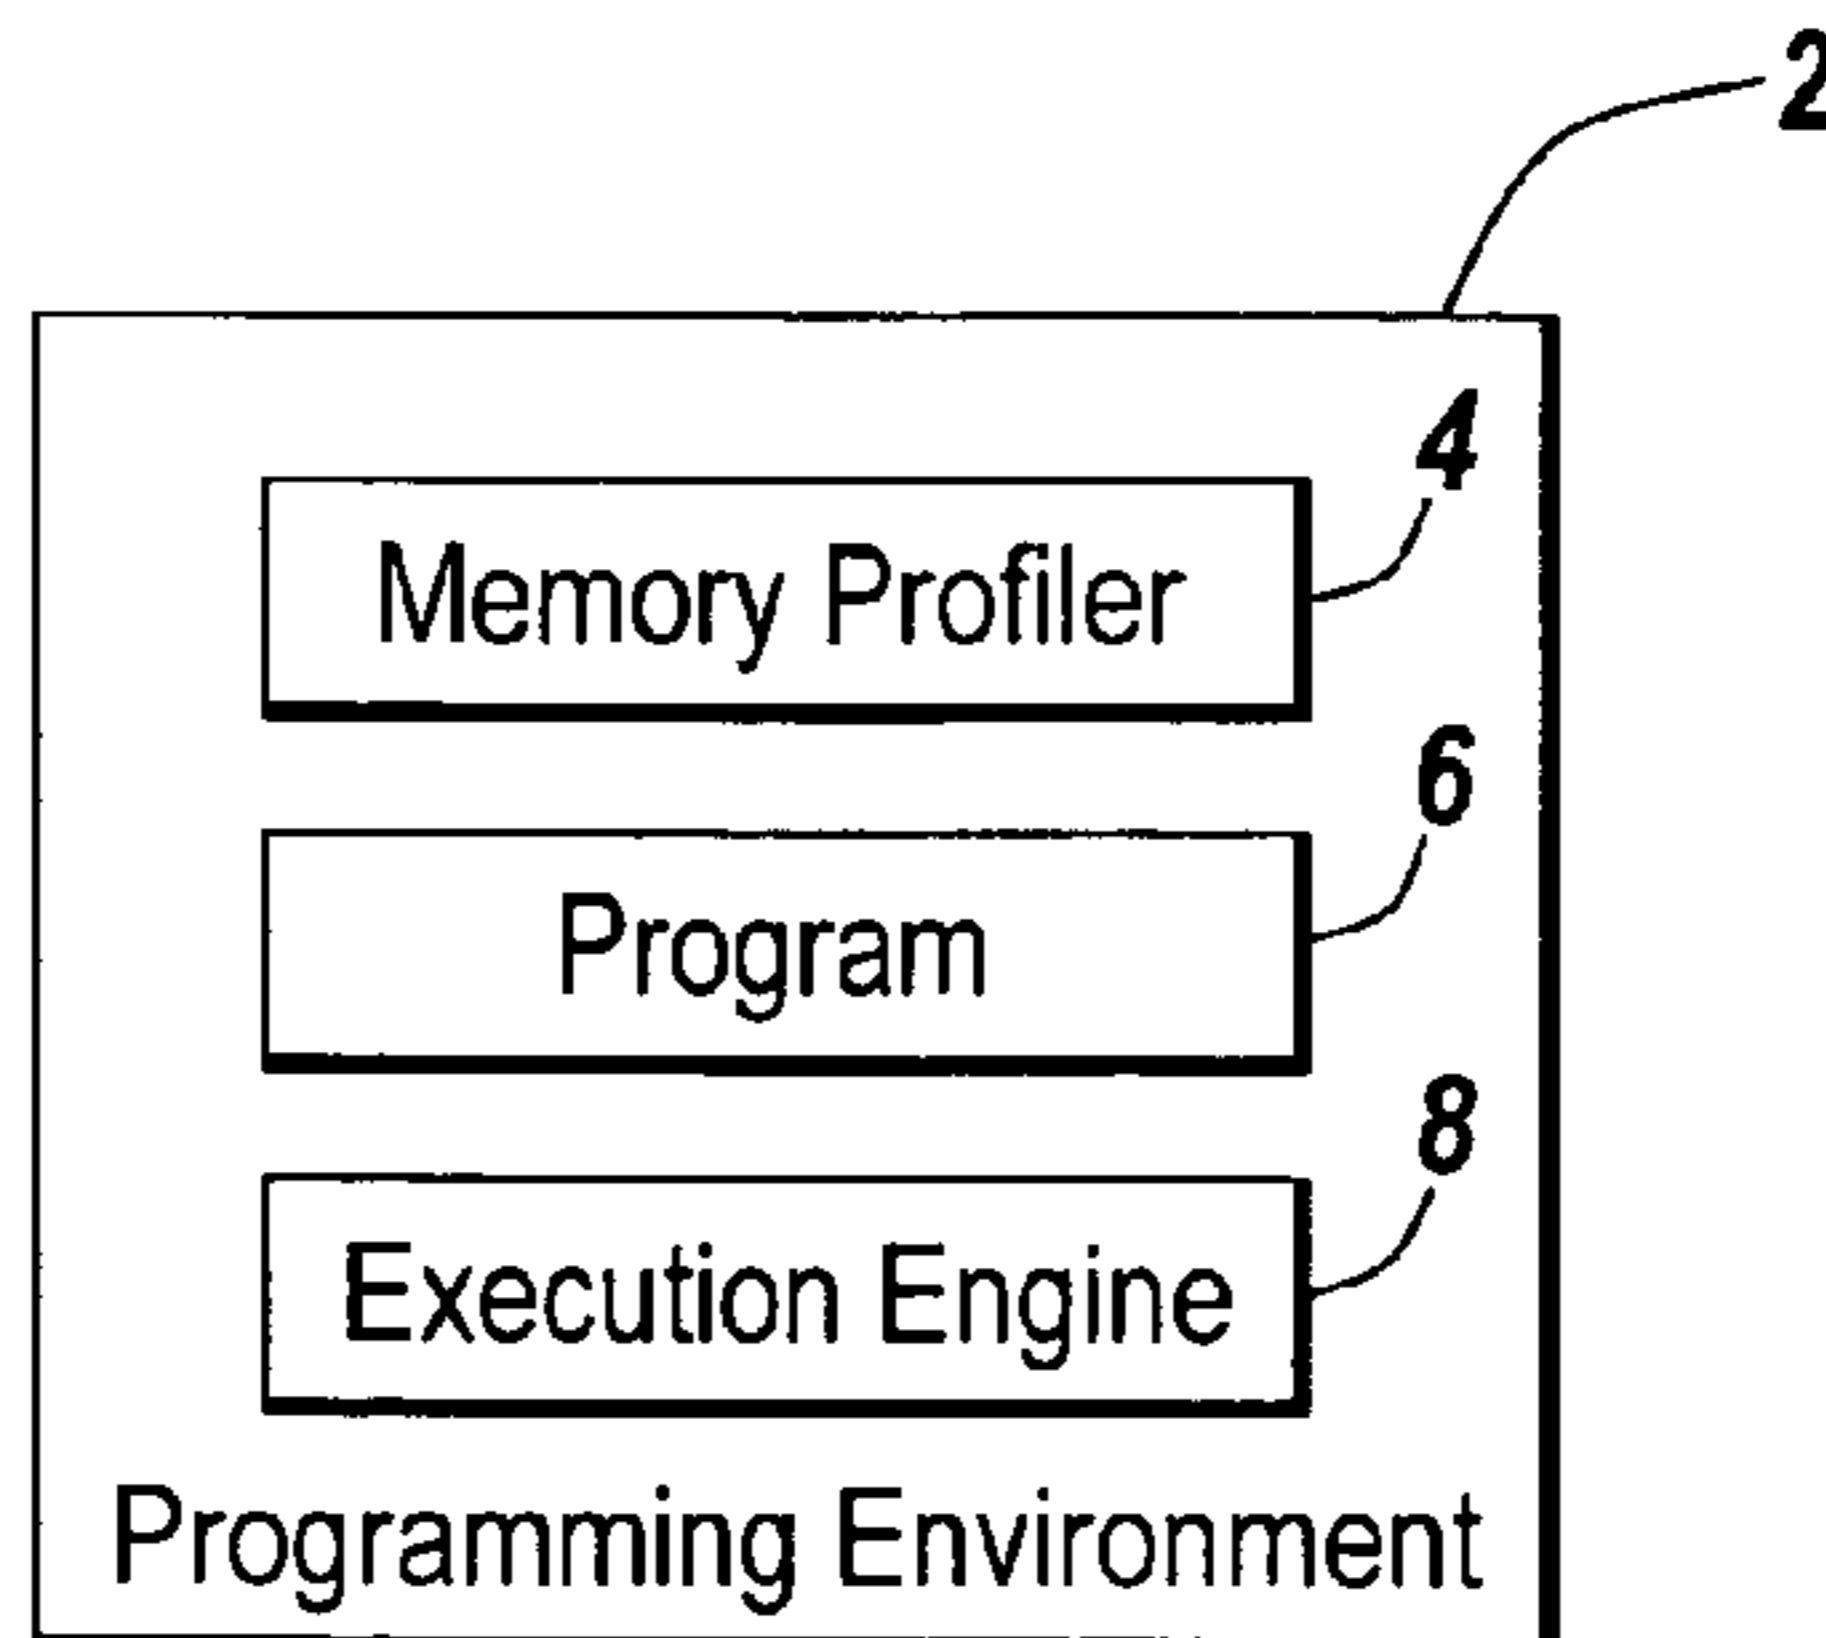 2
4
Memory Profiler
6
Program
8
Execution Engine
Programming Environment